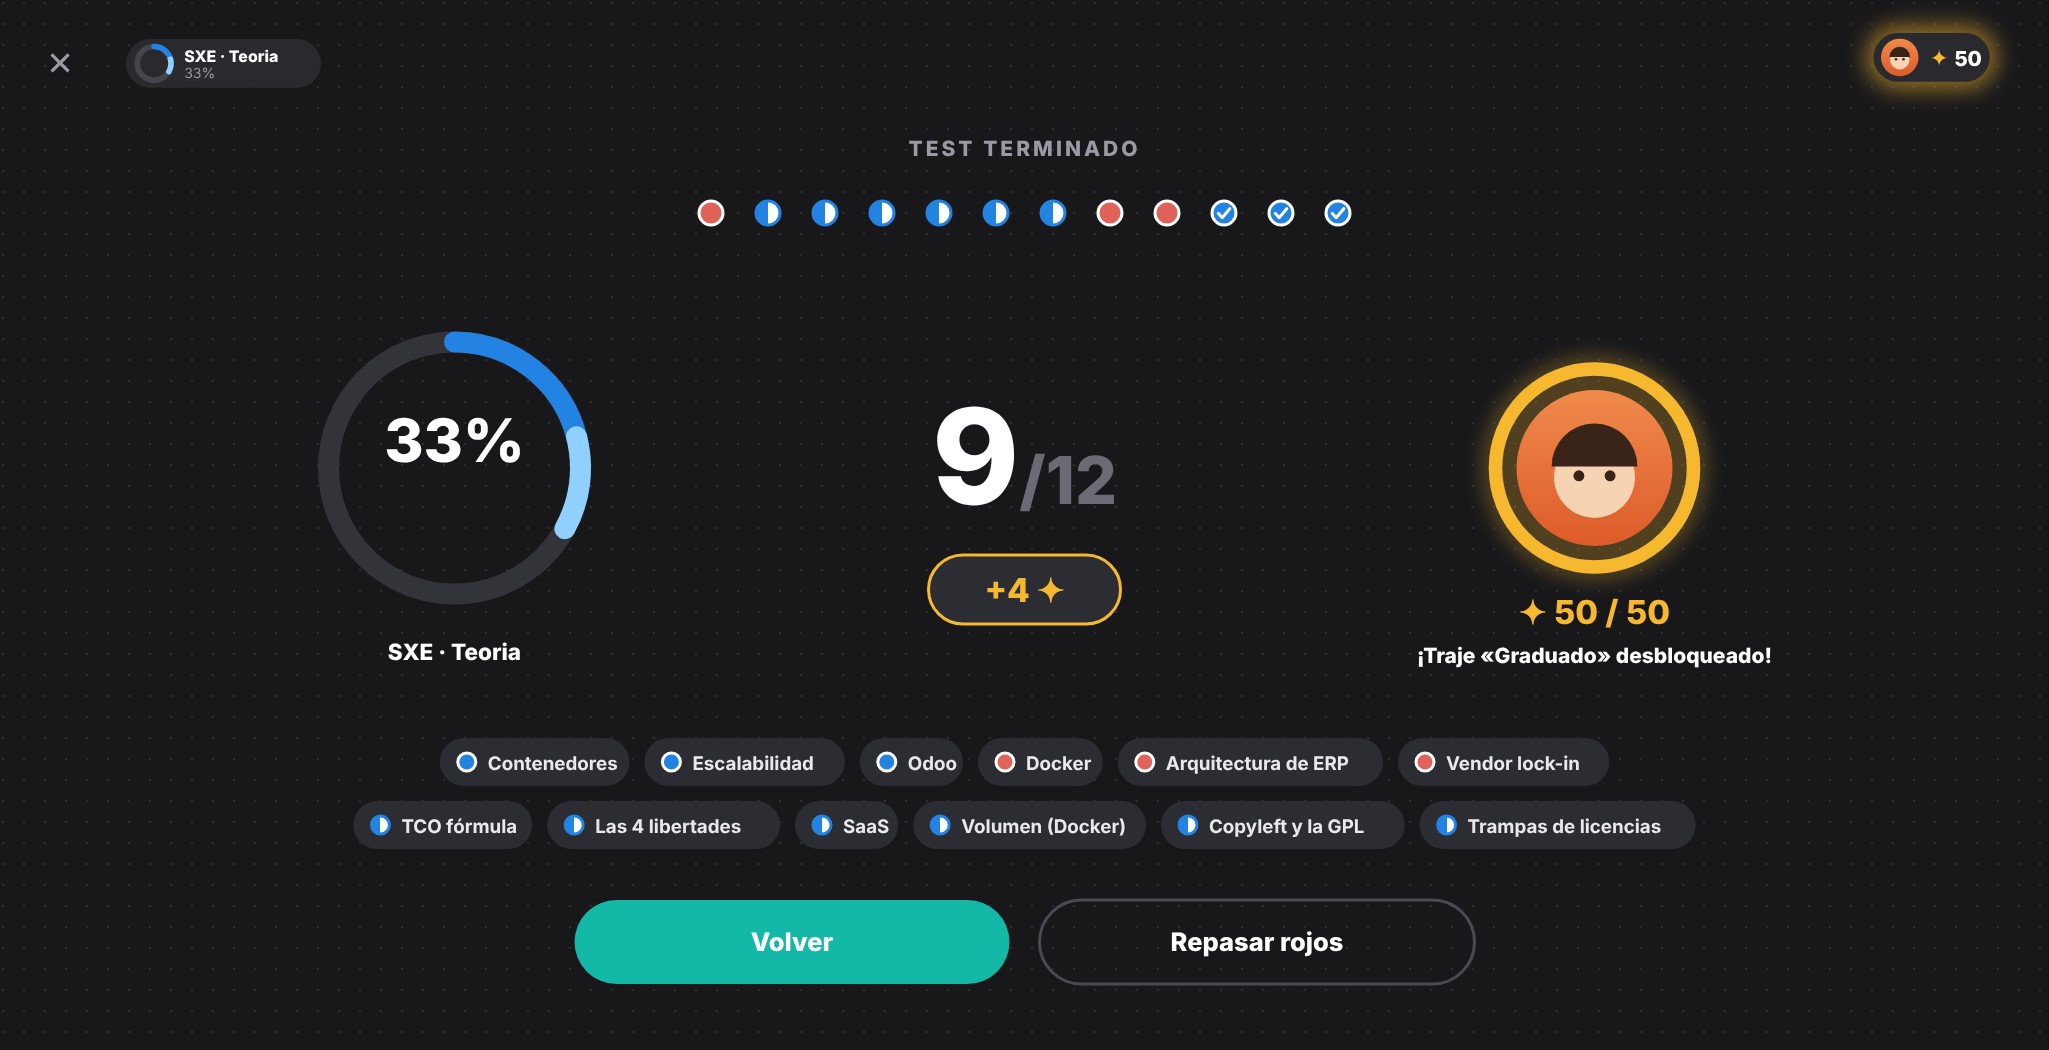 SXE · Teoria
33%
✦ 50
TEST TERMINADO
33%
SXE · Teoria
9/12
+4 ✦
✦ 50 / 50
¡Traje «Graduado» desbloqueado!
Contenedores
Escalabilidad
Odoo
Docker
Arquitectura de ERP
Vendor lock-in
TCO fórmula
Las 4 libertades
SaaS
Volumen (Docker)
Copyleft y la GPL
Trampas de licencias
Volver
Repasar rojos